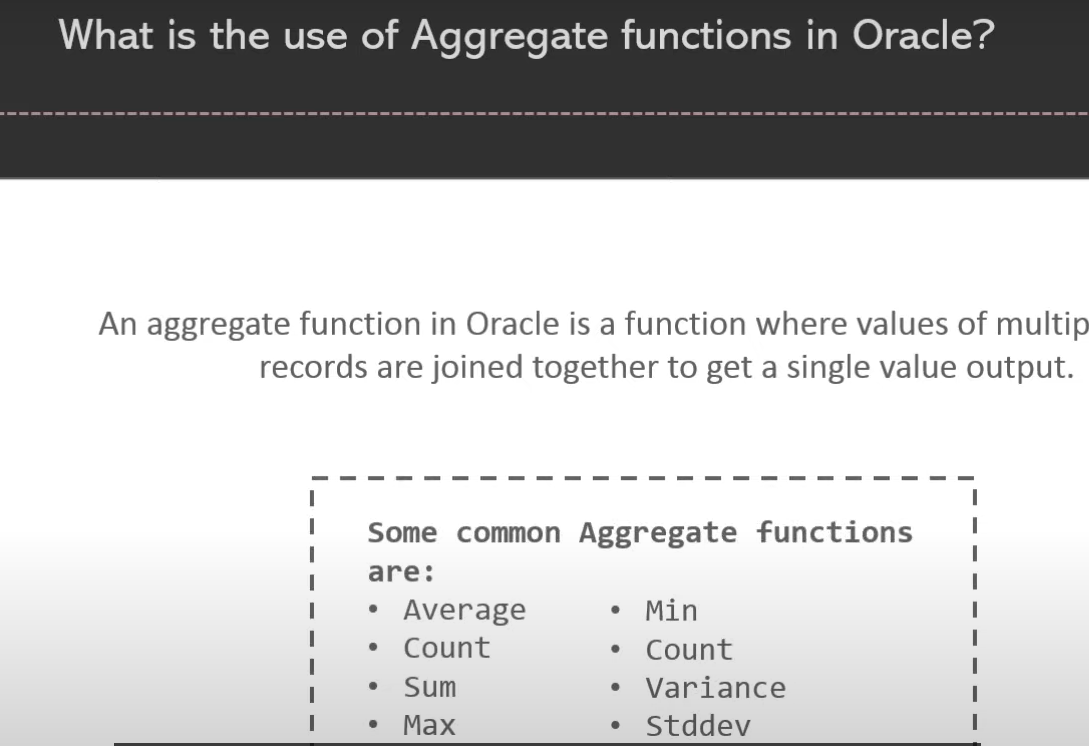 What is the use of Aggregate functions in Oracle?
An aggregate function in Oracle is a function where values of
records are joined together to get a single value output.
Some common Aggregate functions
are:
• Average
• Count
• Sum
• Max
• Min
• Count
• Variance
• Stddev